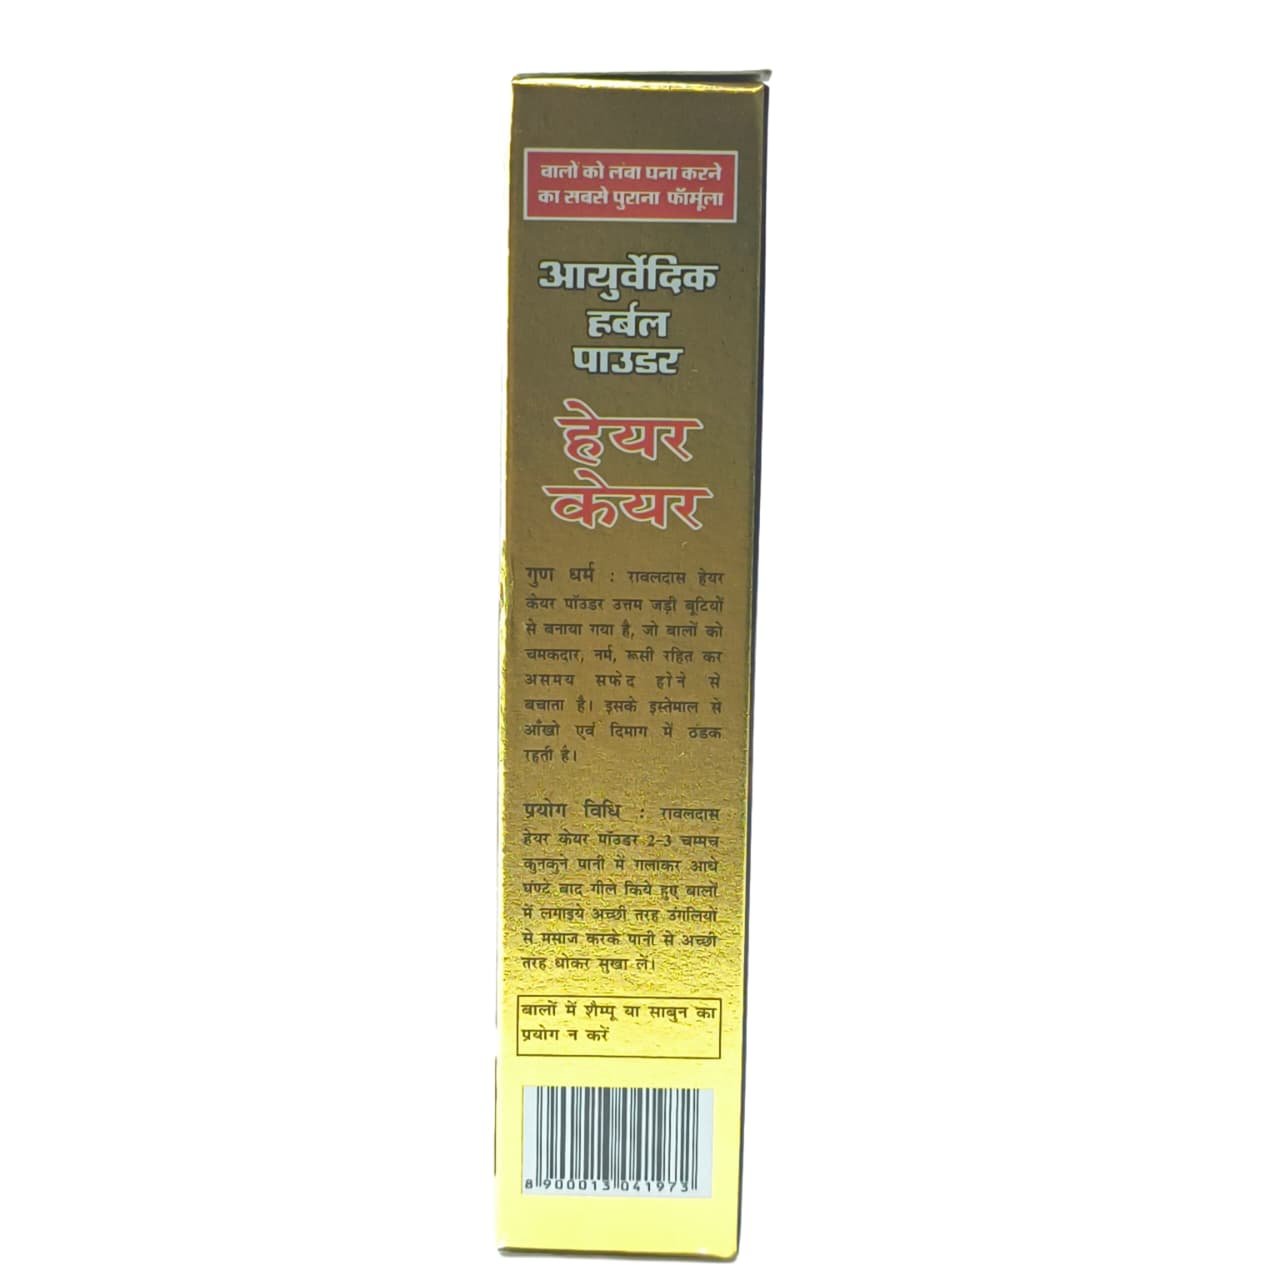 बालों को लंबा घना करने
का सबसे पुराना फॉर्मूला
आयुर्वेदिक
हर्बल
पाउडर
हेयर
केयर
गुण धर्म : रावलदास हेयर
केयर पॉउडर उत्तम जड़ी बूटियों
से बनाया गया है, जो बालों को
चमकदार, नर्म, रूसी रहित कर
असमय सफेद होने से
बचाता है। इसके इस्तेमाल से
आँखो एवं दिमाग में ठंडक
रहती है।
प्रयोग विधि : रावलदास
हेयर केयर पॉउडर 2-3 चम्मच
कुनकुने पानी में गलाकर आधे
घंण्टे बाद गीले किये हुए बालों
में लगाइये अच्छी तरह उंगलियों
से मसाज करके पानी से अच्छी
तरह धोकर सुखा लें।
बालों में शैम्पू या साबुन का
प्रयोग न करें
8 900013 041973